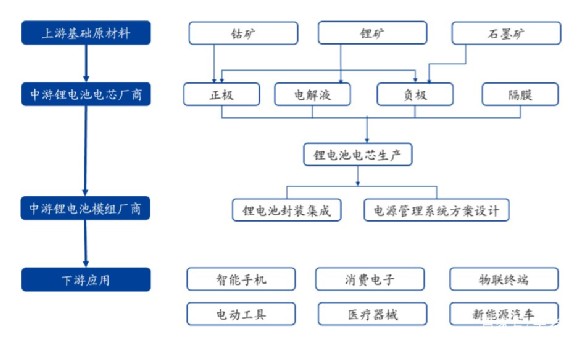 上游基础原材料
钴矿
锂矿
石墨矿
中游锂电池电芯厂商
正极
电解液
负极
隔膜
锂电池电芯生产
中游锂电池模组厂商
锂电池封装集成
电源管理系统方案设计
下游应用
智能手机
消费电子
物联终端
电动工具
医疗器械
新能源汽车